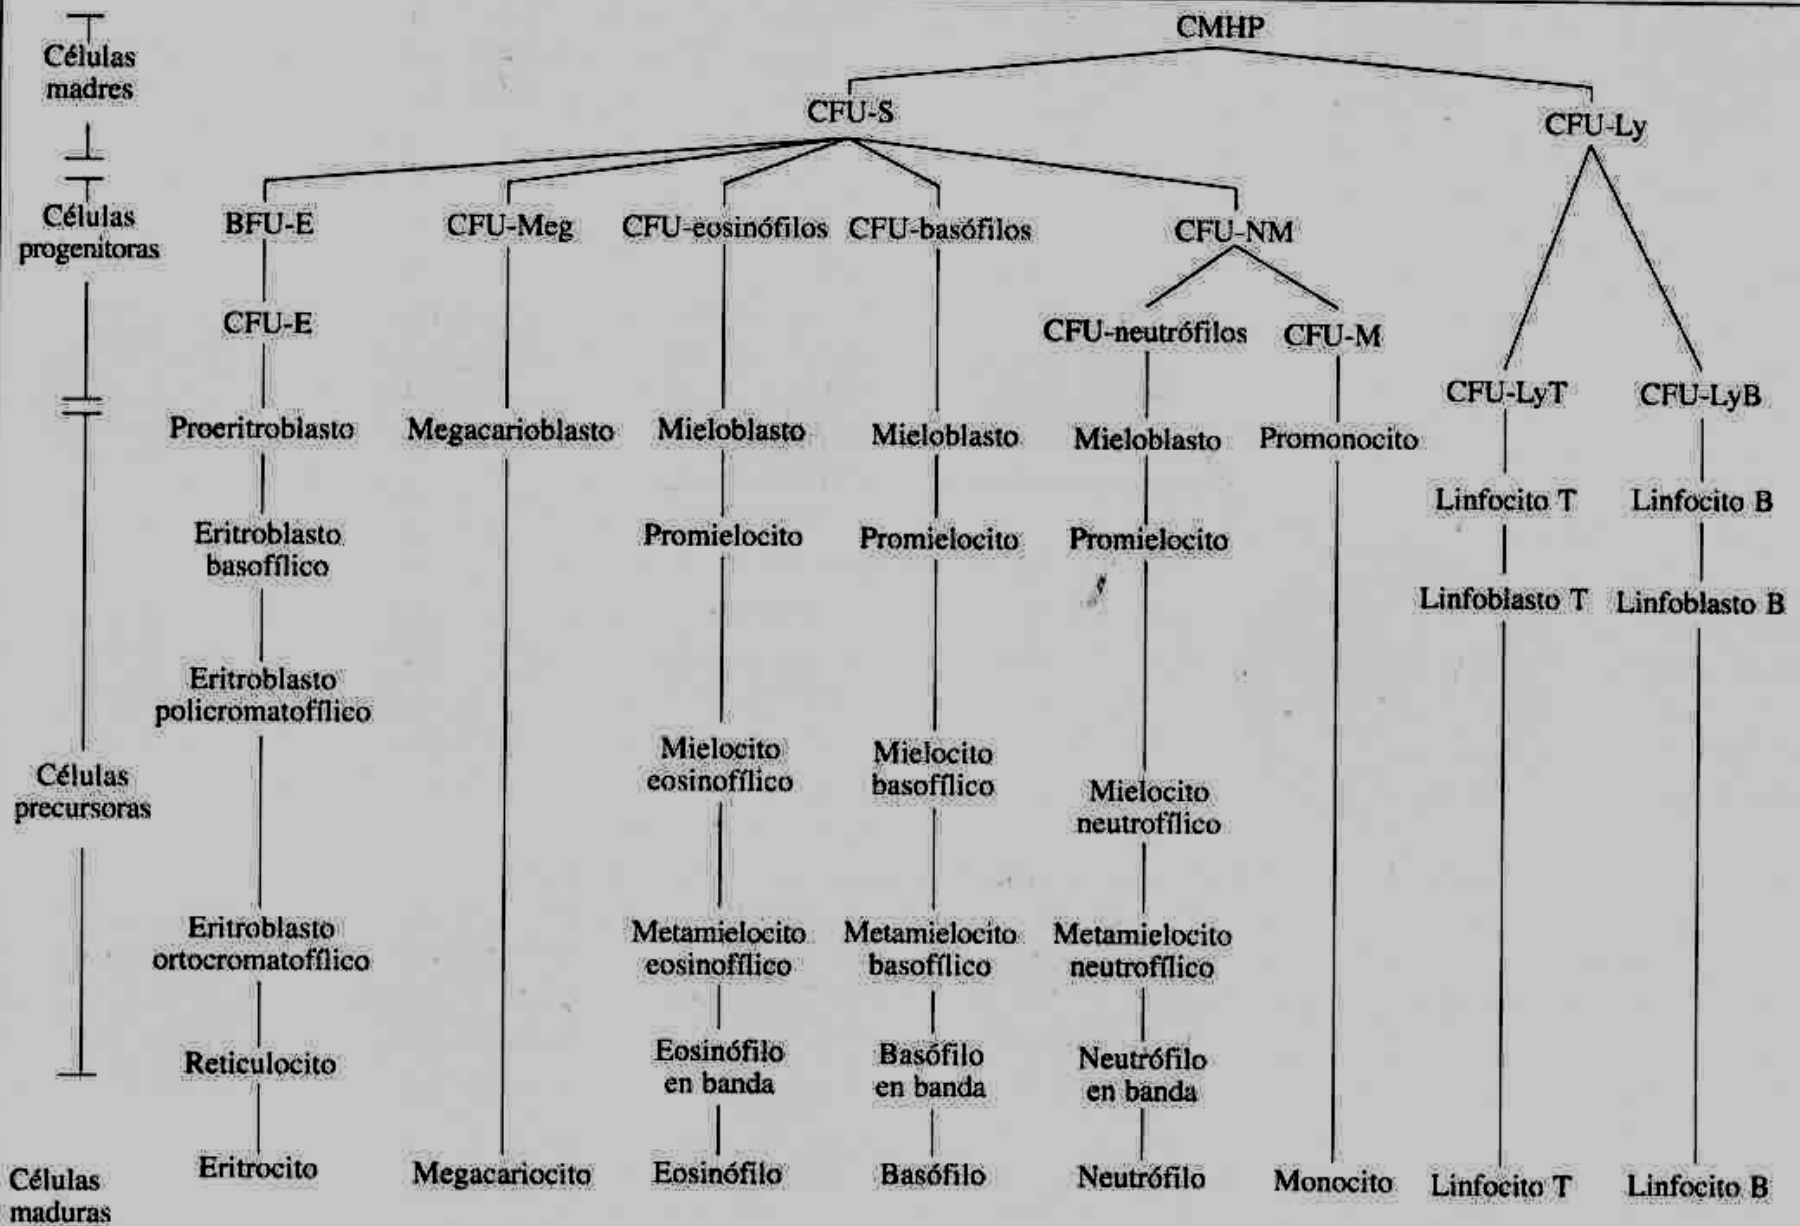 CMHP
Células
madres
CFU-S
CFU-Ly
Células
progenitoras
BFU-E
CFU-Meg
CFU-eosinófilos
CFU-basófilos
CFU-NM
CFU-E
CFU-neutrófilos
CFU-M
CFU-LyT
CFU-LyB
Proeritroblasto
Megacarioblasto
Mieloblasto
Mieloblasto
Mieloblasto
Promonocito
Linfocito T
Linfocito B
Eritroblasto
basofílico
Promielocito
Promielocito
Promielocito
Linfoblasto T
Linfoblasto B
Eritroblasto
policromatofílico
Células
precursoras
Mielocito
eosinofílico
Mielocito
basofílico
Mielocito
neutrofílico
Eritroblasto
ortocromatofílico
Metamielocito
eosinofílico
Metamielocito
basofílico
Metamielocito
neutrofílico
Reticulocito
Eosinófilo
en banda
Basófilo
en banda
Neutrófilo
en banda
Células
maduras
Eritrocito
Megacariocito
Eosinófilo
Basófilo
Neutrófilo
Monocito
Linfocito T
Linfocito B